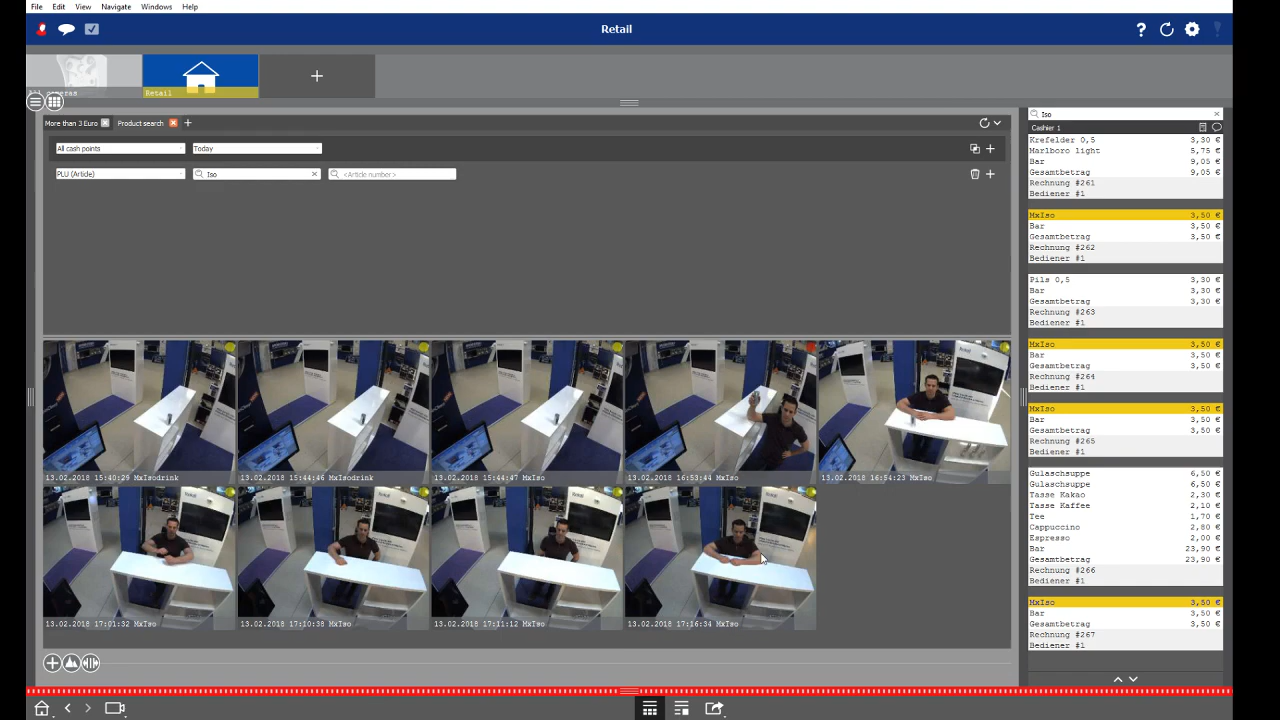 File Edit View Navigate Windows Help
Retail
?
cameras
Retail
More than 3 Euro
Product search
Iso
Cashier 1
All cash points
Today
PLU (Article)
Iso
<Article number>
Krefelder 0,5 3,30 €
Marlboro light 5,75 €
Bar 9,05 €
Gesamtbetrag 9,05 €
Rechnung #261
Bediener #1
MxIso 3,50 €
Bar 3,50 €
Gesamtbetrag 3,50 €
Rechnung #262
Bediener #1
Pils 0,5 3,30 €
Bar 3,30 €
Gesamtbetrag 3,30 €
Rechnung #263
Bediener #1
MxIso 3,50 €
Bar 3,50 €
Gesamtbetrag 3,50 €
Rechnung #264
Bediener #1
MxIso 3,50 €
Bar 3,50 €
Gesamtbetrag 3,50 €
Rechnung #265
Bediener #1
Gulaschsuppe 6,50 €
Gulaschsuppe 6,50 €
Tasse Kakao 2,30 €
Tasse Kaffee 2,10 €
Tee 1,70 €
Cappuccino 2,80 €
Espresso 2,00 €
Bar 23,90 €
Gesamtbetrag 23,90 €
Rechnung #266
Bediener #1
MxIso 3,50 €
Bar 3,50 €
Gesamtbetrag 3,50 €
Rechnung #267
Bediener #1
13.02.2018 15:40:29 MxIsodrink
13.02.2018 15:44:46 MxIsodrink
13.02.2018 15:44:47 MxIso
13.02.2018 16:53:44 MxIso
13.02.2018 16:54:23 MxIso
13.02.2018 17:01:32 MxIso
13.02.2018 17:10:38 MxIso
13.02.2018 17:11:12 MxIso
13.02.2018 17:16:34 MxIso